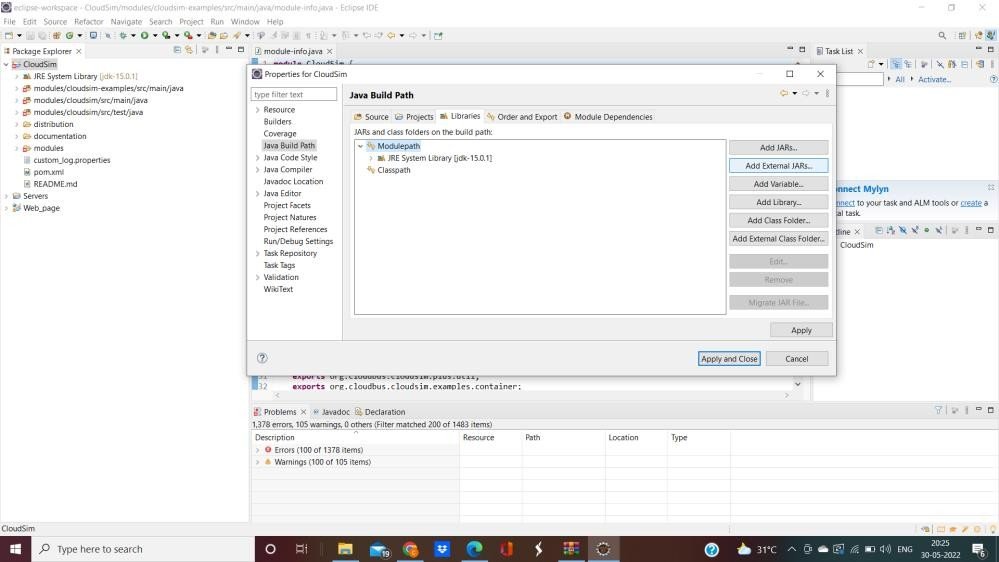 eclipse-workspace - CloudSim/modules/cloudsim-examples/src/main/java/module-info.java - Eclipse IDE
File Edit Source Refactor Navigate Search Project Run Window Help
Package Explorer
module-info.java
Task List
module CloudSim {
CloudSim
JRE System Library [jdk-15.0.1]
modules/cloudsim-examples/src/main/java
modules/cloudsim/src/main/java
modules/cloudsim/src/test/java
distribution
documentation
modules
custom_log.properties
pom.xml
README.md
Servers
Web_page
Properties for CloudSim
type filter text
Java Build Path
Resource
Builders
Coverage
Java Build Path
Java Code Style
Java Compiler
Javadoc Location
Java Editor
Project Facets
Project Natures
Project References
Run/Debug Settings
Task Repository
Task Tags
Validation
WikiText
Source Projects Libraries Order and Export Module Dependencies
JARs and class folders on the build path:
Modulepath
JRE System Library [jdk-15.0.1]
Classpath
Add JARs...
Add External JARs...
Add Variable...
Add Library...
Add Class Folder...
Add External Class Folder...
Edit...
Remove
Migrate JAR File...
Apply
Apply and Close Cancel
All Activate...
nnect Mylyn
nnect to your task and ALM tools or create a
al task.
line
CloudSim
31 exports org.cloudbus.cloudsim.plus.util;
32 exports org.cloudbus.cloudsim.examples.container;
Problems Javadoc Declaration
1,378 errors, 105 warnings, 0 others (Filter matched 200 of 1483 items)
Description Resource Path Location Type
Errors (100 of 1378 items)
Warnings (100 of 105 items)
CloudSim
Type here to search
19
31°C
ENG
20:25
30-05-2022
6